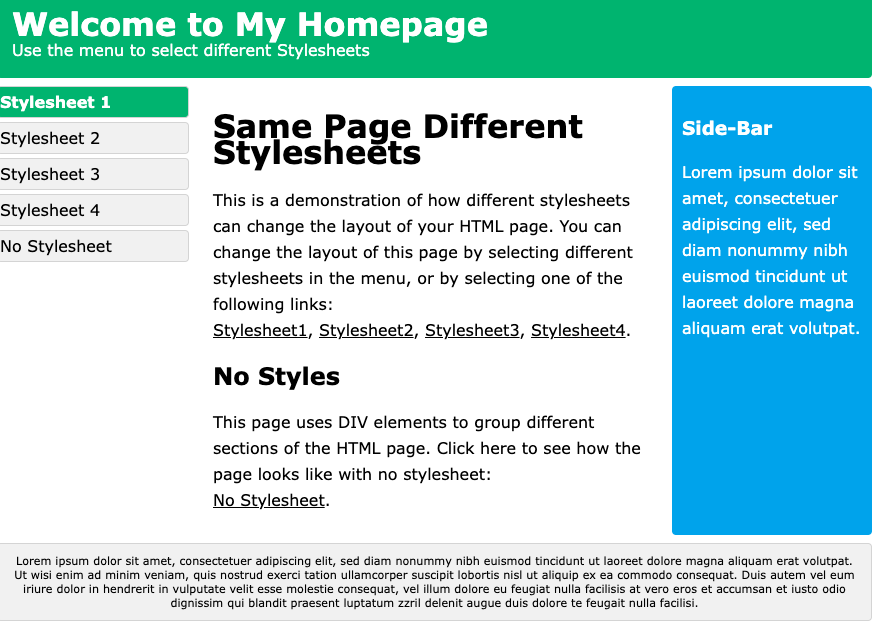 Welcome to My Homepage
Use the menu to select different Stylesheets
Stylesheet 1
Stylesheet 2
Stylesheet 3
Stylesheet 4
No Stylesheet
Same Page Different
Stylesheets
This is a demonstration of how different stylesheets
can change the layout of your HTML page. You can
change the layout of this page by selecting different
stylesheets in the menu, or by selecting one of the
following links:
Stylesheet1, Stylesheet2, Stylesheet3, Stylesheet4.
No Styles
This page uses DIV elements to group different
sections of the HTML page. Click here to see how the
page looks like with no stylesheet:
No Stylesheet.
Side-Bar
Lorem ipsum dolor sit
amet, consectetuer
adipiscing elit, sed
diam nonummy nibh
euismod tincidunt ut
laoreet dolore magna
aliquam erat volutpat.
Lorem ipsum dolor sit amet, consectetuer adipiscing elit, sed diam nonummy nibh euismod tincidunt ut laoreet dolore magna aliquam erat volutpat.
Ut wisi enim ad minim veniam, quis nostrud exerci tation ullamcorper suscipit lobortis nisl ut aliquip ex ea commodo consequat. Duis autem vel eum
iriure dolor in hendrerit in vulputate velit esse molestie consequat, vel illum dolore eu feugiat nulla facilisis at vero eros et accumsan et iusto odio
dignissim qui blandit praesent luptatum zzril delenit augue duis dolore te feugait nulla facilisi.